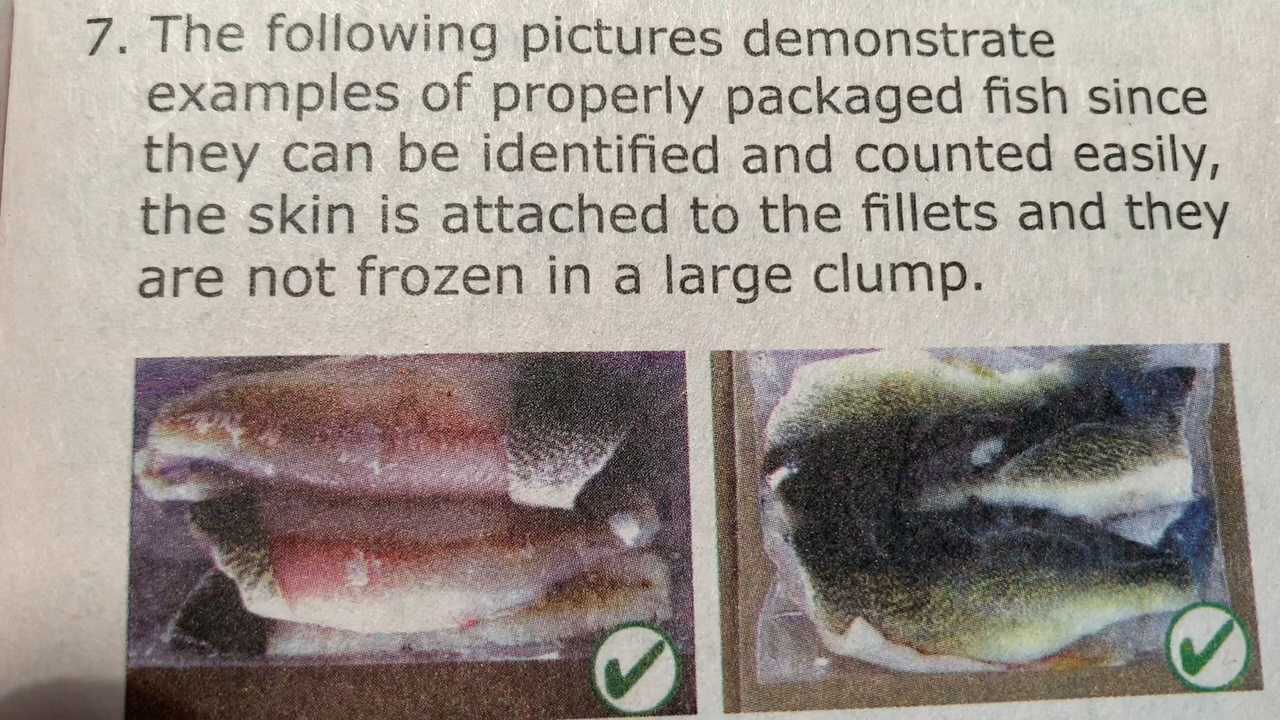 7. The following pictures demonstrate
examples of properly packaged fish since
they can be identified and counted easily,
the skin is attached to the fillets and they
are not frozen in a large clump.